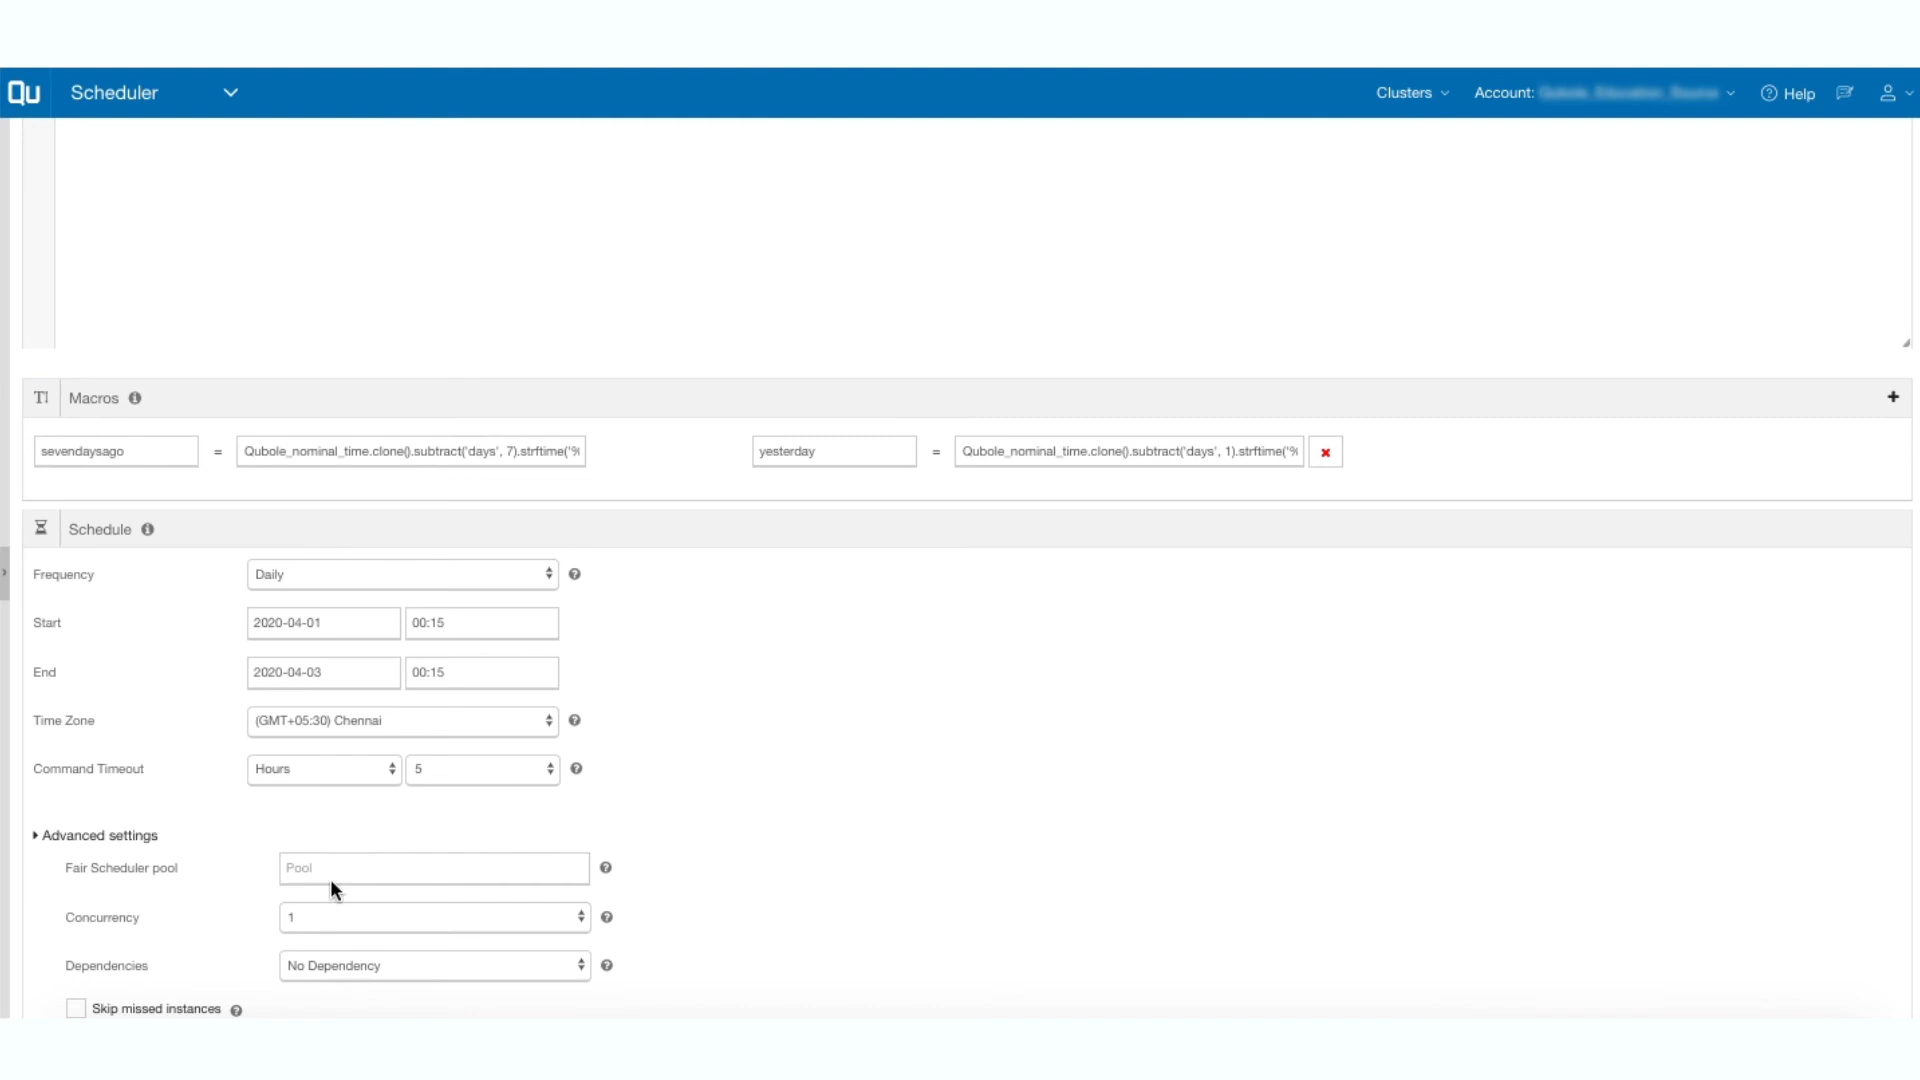 Qu Scheduler Clusters Account: Help
T! Macros
sevendaysago = Qubole_nominal_time.clone().subtract('days', 7).strftime('% yesterday = Qubole_nominal_time.clone().subtract('days', 1).strftime('%
Schedule
Frequency Daily
Start 2020-04-01 00:15
End 2020-04-03 00:15
Time Zone (GMT+05:30) Chennai
Command Timeout Hours 5
Advanced settings
Fair Scheduler pool Pool
Concurrency 1
Dependencies No Dependency
Skip missed instances